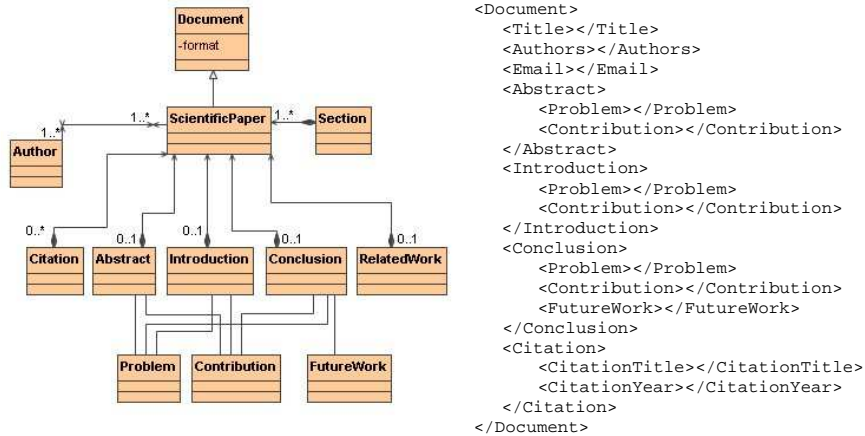 Document
-format
1..*
ScientificPaper
1..*
Section
1..*
Author
0..*
0..1
0..1
0..1
0..1
Citation
Abstract
Introduction
Conclusion
RelatedWork
Problem
Contribution
FutureWork
<Document>
<Title></Title>
<Authors></Authors>
<Email></Email>
<Abstract>
<Problem></Problem>
<Contribution></Contribution>
</Abstract>
<Introduction>
<Problem></Problem>
<Contribution></Contribution>
</Introduction>
<Conclusion>
<Problem></Problem>
<Contribution></Contribution>
<FutureWork></FutureWork>
</Conclusion>
<Citation>
<CitationTitle></CitationTitle>
<CitationYear></CitationYear>
</Citation>
</Document>